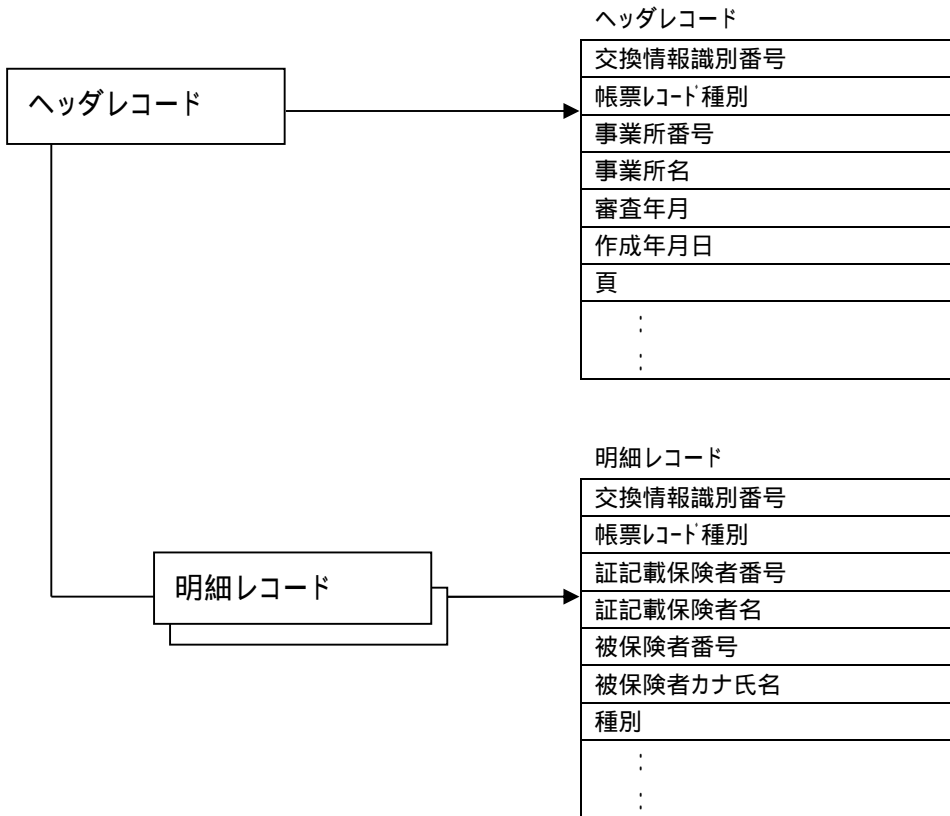 ヘッダレコード
ヘッダレコード
交換情報識別番号
帳票ﾚｺｰﾄﾞ種別
事業所番号
事業所名
審査年月
作成年月日
頁
:
:
明細レコード
明細レコード
交換情報識別番号
帳票ﾚｺｰﾄﾞ種別
証記載保険者番号
証記載保険者名
被保険者番号
被保険者カナ氏名
種別
:
: